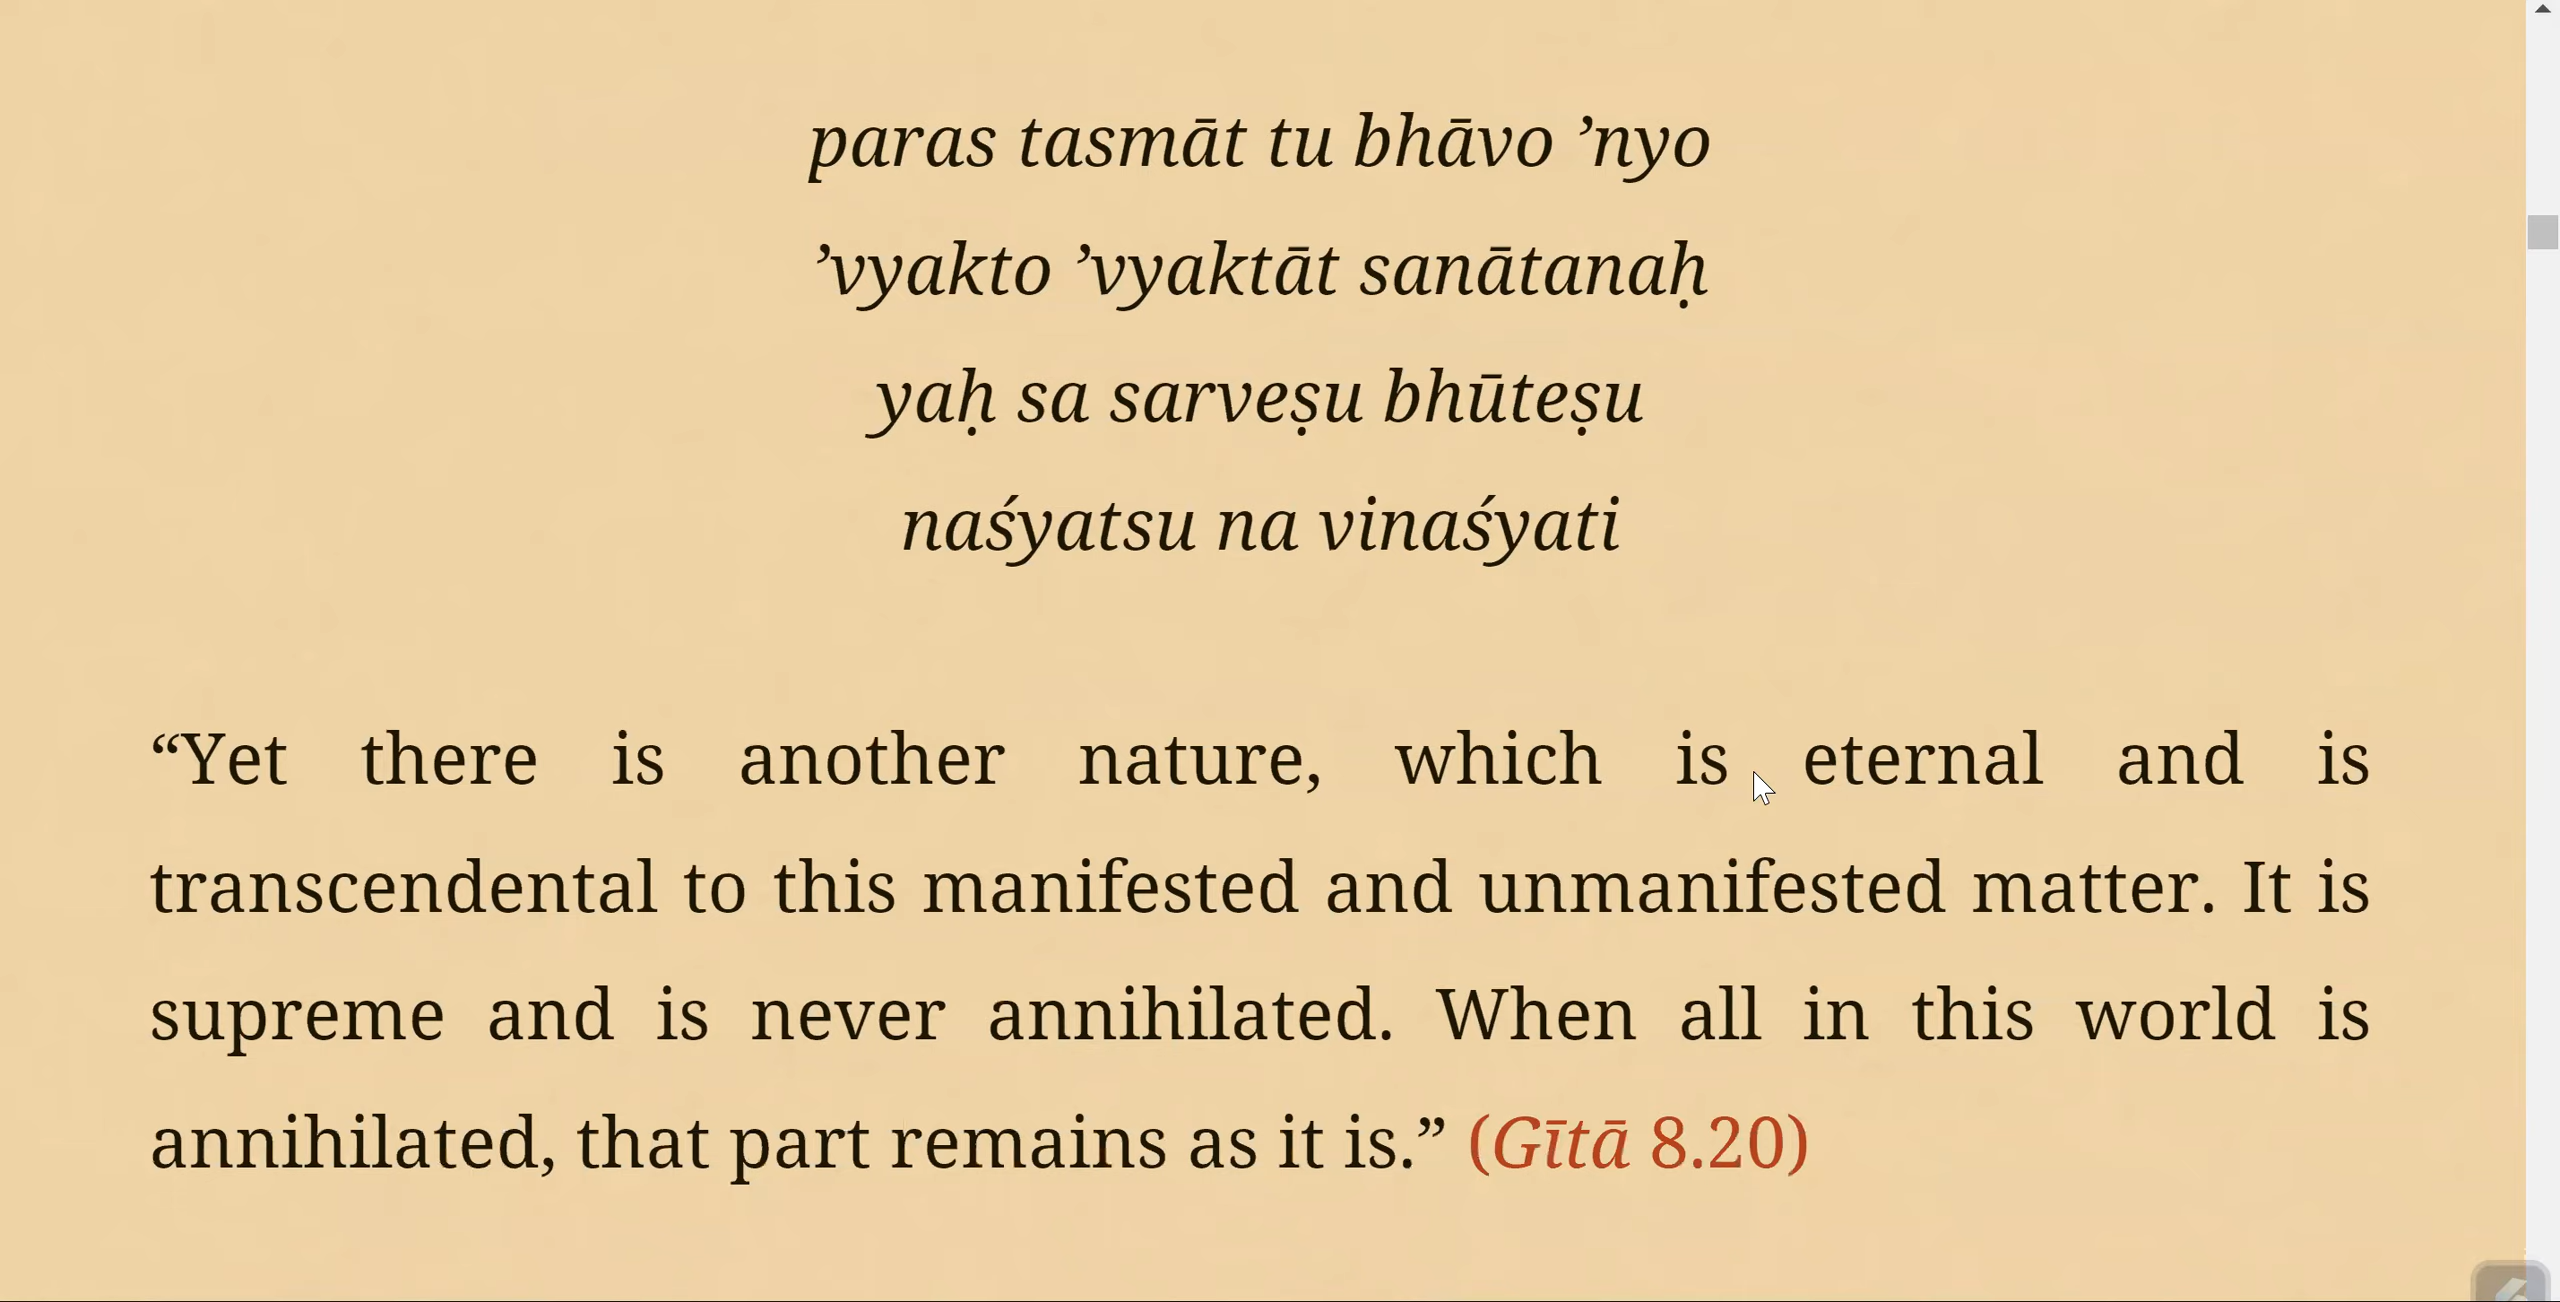 paras tasmāt tu bhāvo ’nyo
’vyakto ’vyaktāt sanātanaḥ
yaḥ sa sarveṣu bhūteṣu
naśyatsu na vinaśyati
“Yet there is another nature, which is eternal and is
transcendental to this manifested and unmanifested matter. It is
supreme and is never annihilated. When all in this world is
annihilated, that part remains as it is.” (Gītā 8.20)